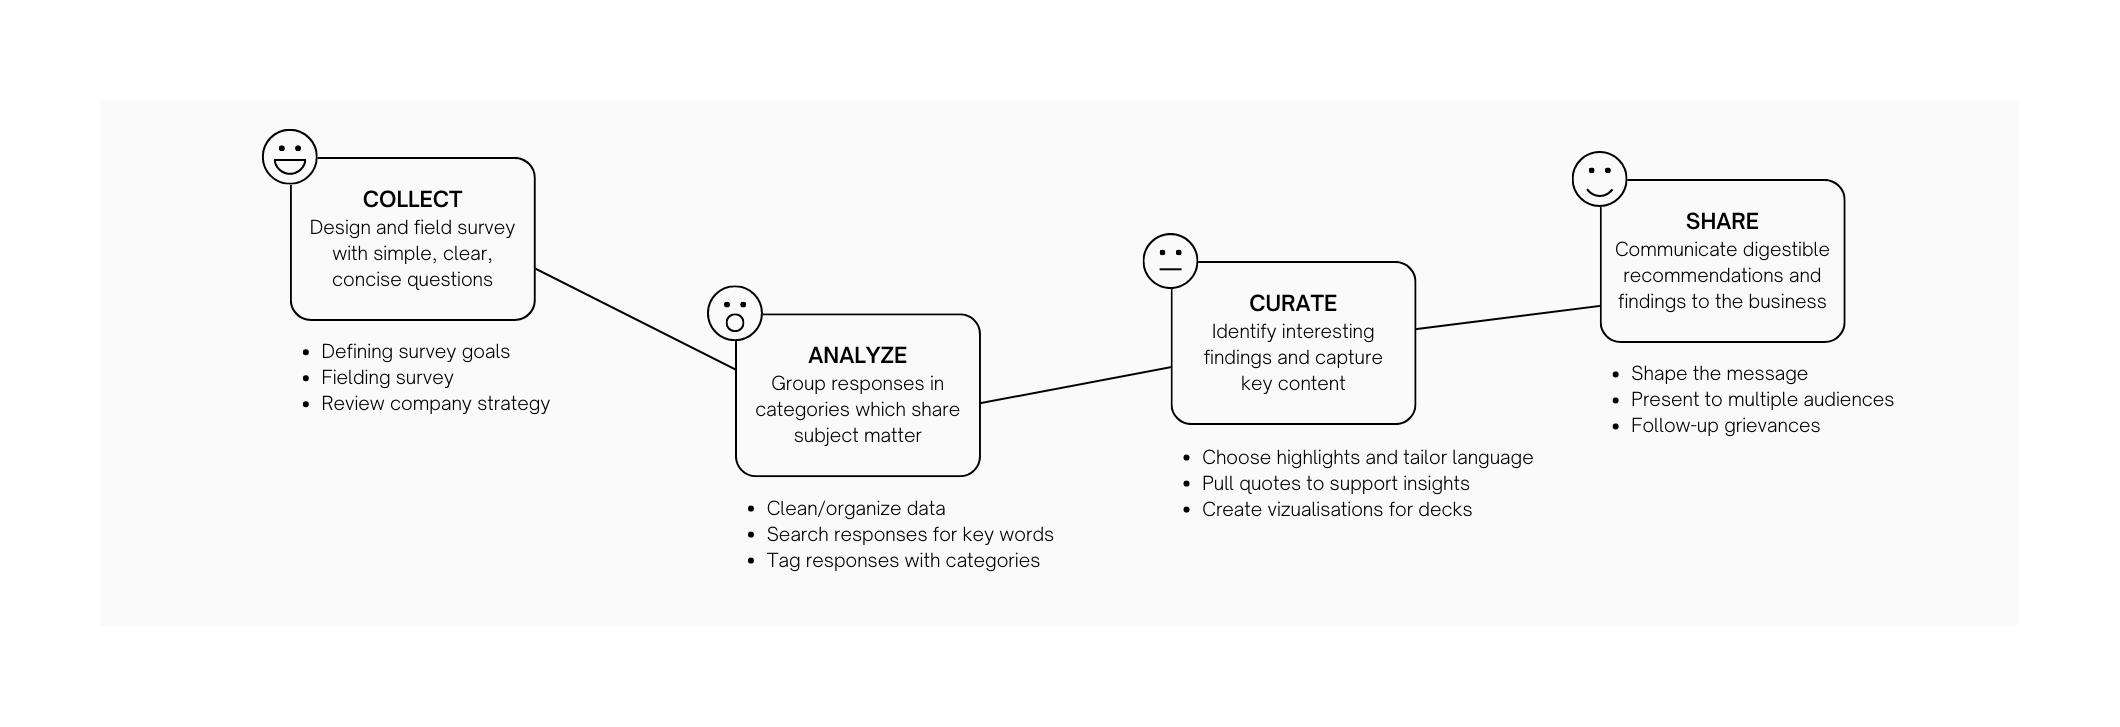 COLLECT
Design and field survey
with simple, clear,
concise questions
• Defining survey goals
• Fielding survey
• Review company strategy
ANALYZE
Group responses in
categories which share
subject matter
• Clean/organize data
• Search responses for key words
• Tag responses with categories
CURATE
Identify interesting
findings and capture
key content
• Choose highlights and tailor language
• Pull quotes to support insights
• Create vizualisations for decks
SHARE
Communicate digestible
recommendations and
findings to the business
• Shape the message
• Present to multiple audiences
• Follow-up grievances